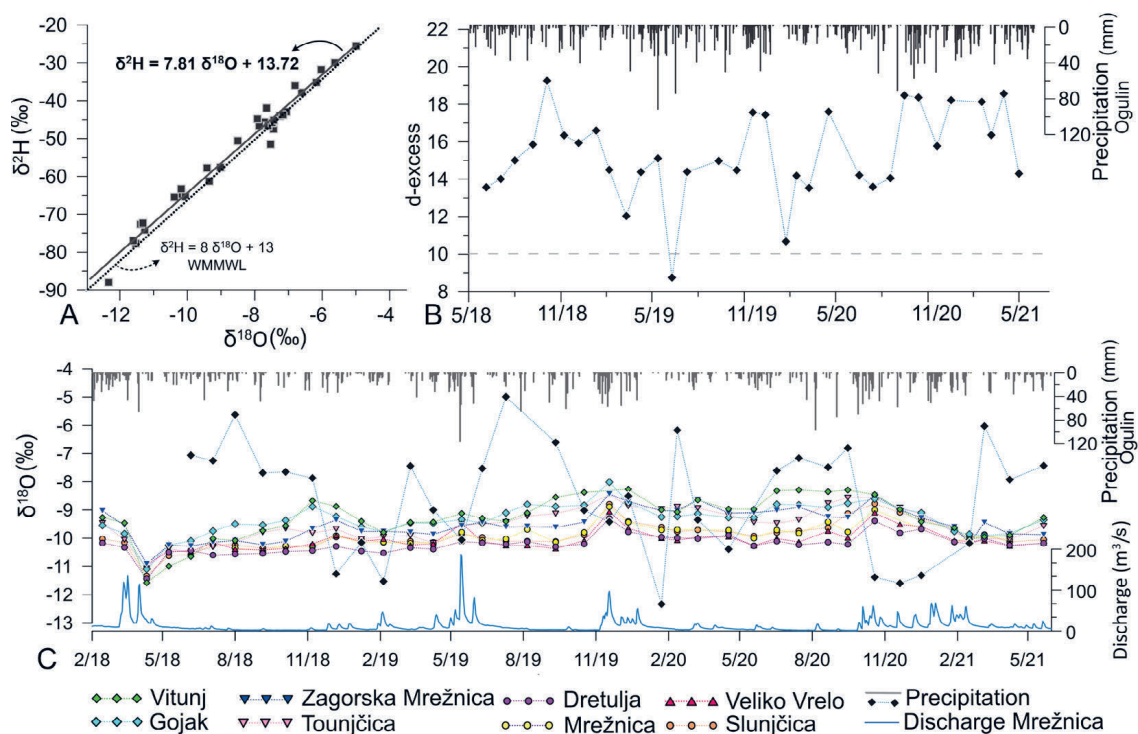 -20
-30
-40
-50
-60
-70
-80
-90
δ²H (‰)
δ²H = 7.81 δ¹⁸O + 13.72
δ²H = 8 δ¹⁸O + 13
WMMWL
A
-12 -10 -8 -6 -4
δ¹⁸O(‰)
22
20
18
16
14
12
10
8
d-excess
B
5/18 11/18 5/19 11/19 5/20 11/20 5/21
0
40
80
120
Precipitation (mm)
Ogulin
-4
-5
-6
-7
-8
-9
-10
-11
-12
-13
δ¹⁸O (‰)
0
40
80
120
Precipitation (mm)
Ogulin
200
100
0
Discharge (m³/s)
C
2/18 5/18 8/18 11/18 2/19 5/19 8/19 11/19 2/20 5/20 8/20 11/20 2/21 5/21
Vitunj Zagorska Mrežnica Dretulja Veliko Vrelo Precipitation
Gojak Tounjčica Mrežnica Slunjčica Discharge Mrežnica